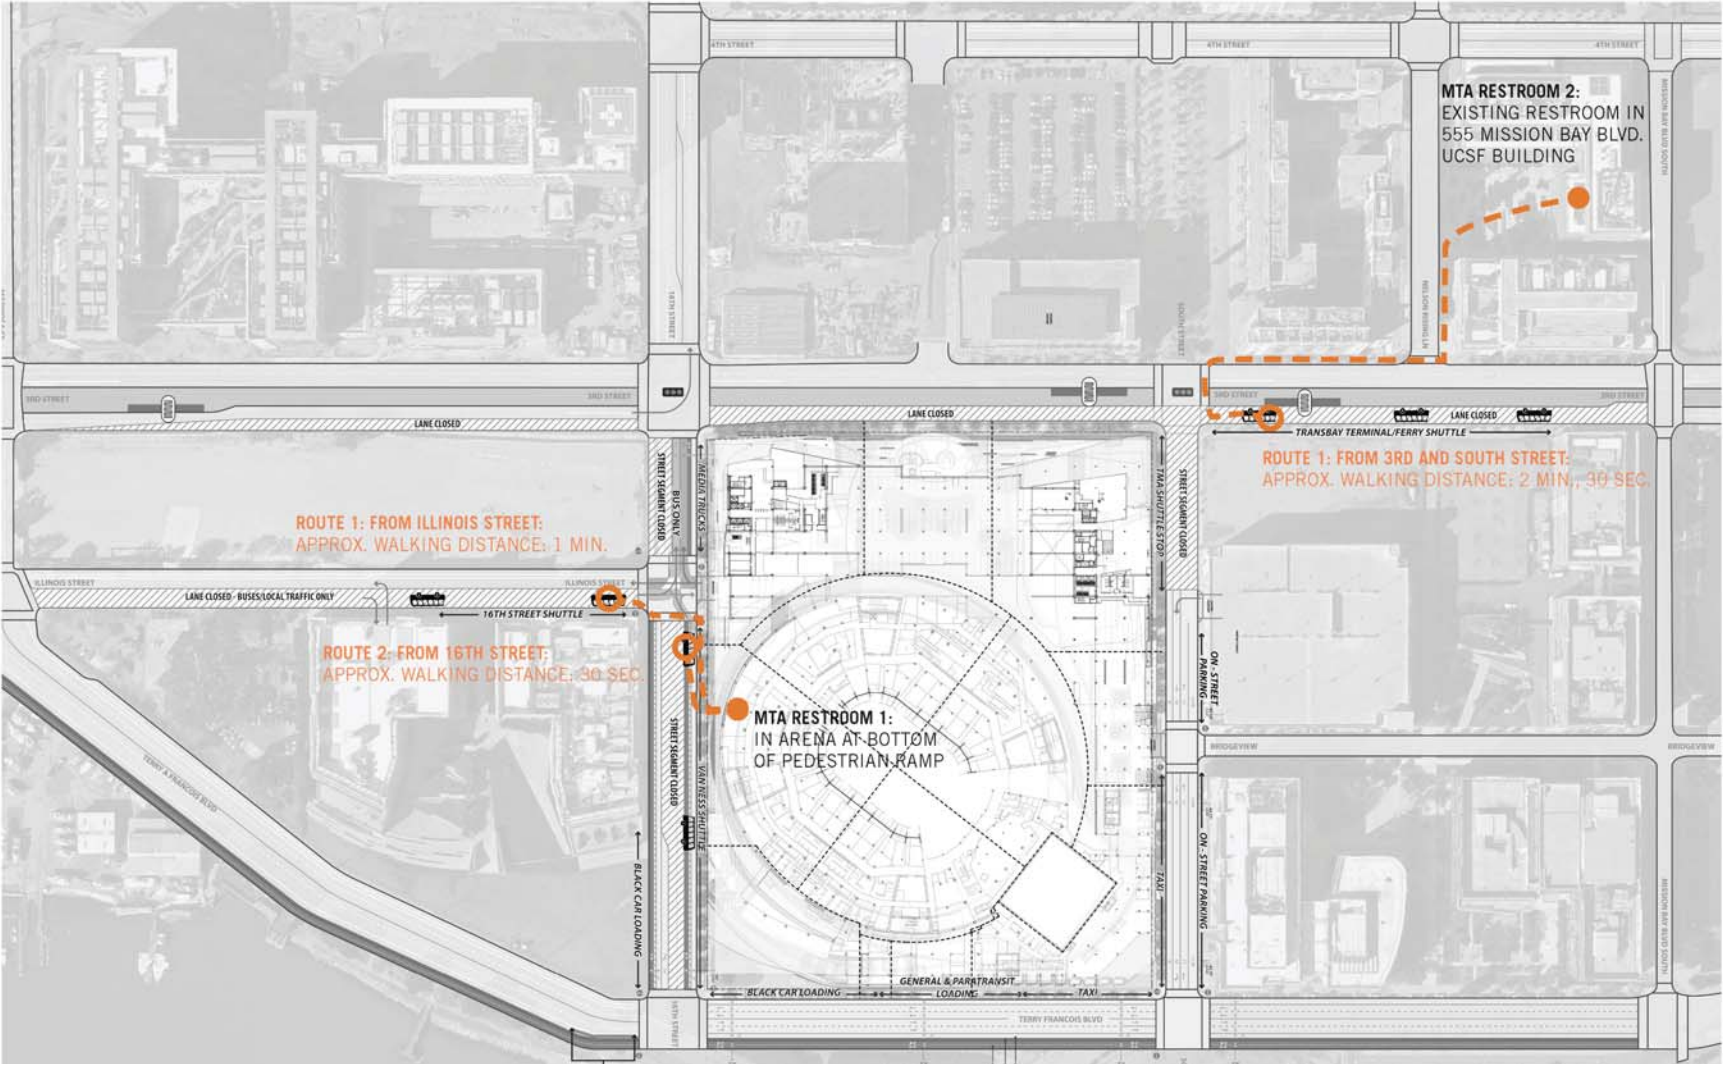 4TH STREET
4TH STREET
4TH STREET
MTA RESTROOM 2:
EXISTING RESTROOM IN
555 MISSION BAY BLVD.
UCSF BUILDING
MISSION BAY BLVD SOUTH
16TH STREET
SOUTH STREET
NELSON RISING LN
3RD STREET
3RD STREET
3RD STREET
3RD STREET
LANE CLOSED
LANE CLOSED
LANE CLOSED
TRANSBAY TERMINAL/FERRY SHUTTLE
ROUTE 1: FROM 3RD AND SOUTH STREET:
APPROX. WALKING DISTANCE: 2 MIN., 30 SEC.
STREET SEGMENT CLOSED
BUS ONLY
MEDIA TRUCKS
TMA SHUTTLE STOP
STREET SEGMENT CLOSED
ROUTE 1: FROM ILLINOIS STREET:
APPROX. WALKING DISTANCE: 1 MIN.
ILLINOIS STREET
ILLINOIS STREET
LANE CLOSED - BUSES/LOCAL TRAFFIC ONLY
16TH STREET SHUTTLE
ROUTE 2: FROM 16TH STREET:
APPROX. WALKING DISTANCE: 30 SEC.
ON - STREET
PARKING
MTA RESTROOM 1:
IN ARENA AT BOTTOM
OF PEDESTRIAN RAMP
STREET SEGMENT CLOSED
VAN NESS SHUTTLE
BRIDGEVIEW
BRIDGEVIEW
TERRY A FRANCOIS BLVD
BLACK CAR LOADING
TAXI
ON - STREET PARKING
MISSION BAY BLVD SOUTH
BLACK CAR LOADING
GENERAL & PARATRANSIT
LOADING
TAXI
16TH STREET
TERRY FRANCOIS BLVD